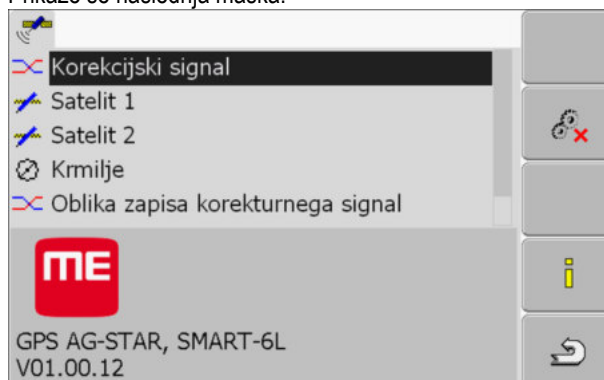 Prikaže se naslednja maska:
Korekcijski signal
Satelit 1
Satelit 2
Krmilje
Oblika zapisa korekturnega signal
ME
GPS AG-STAR, SMART-6L
V01.00.12